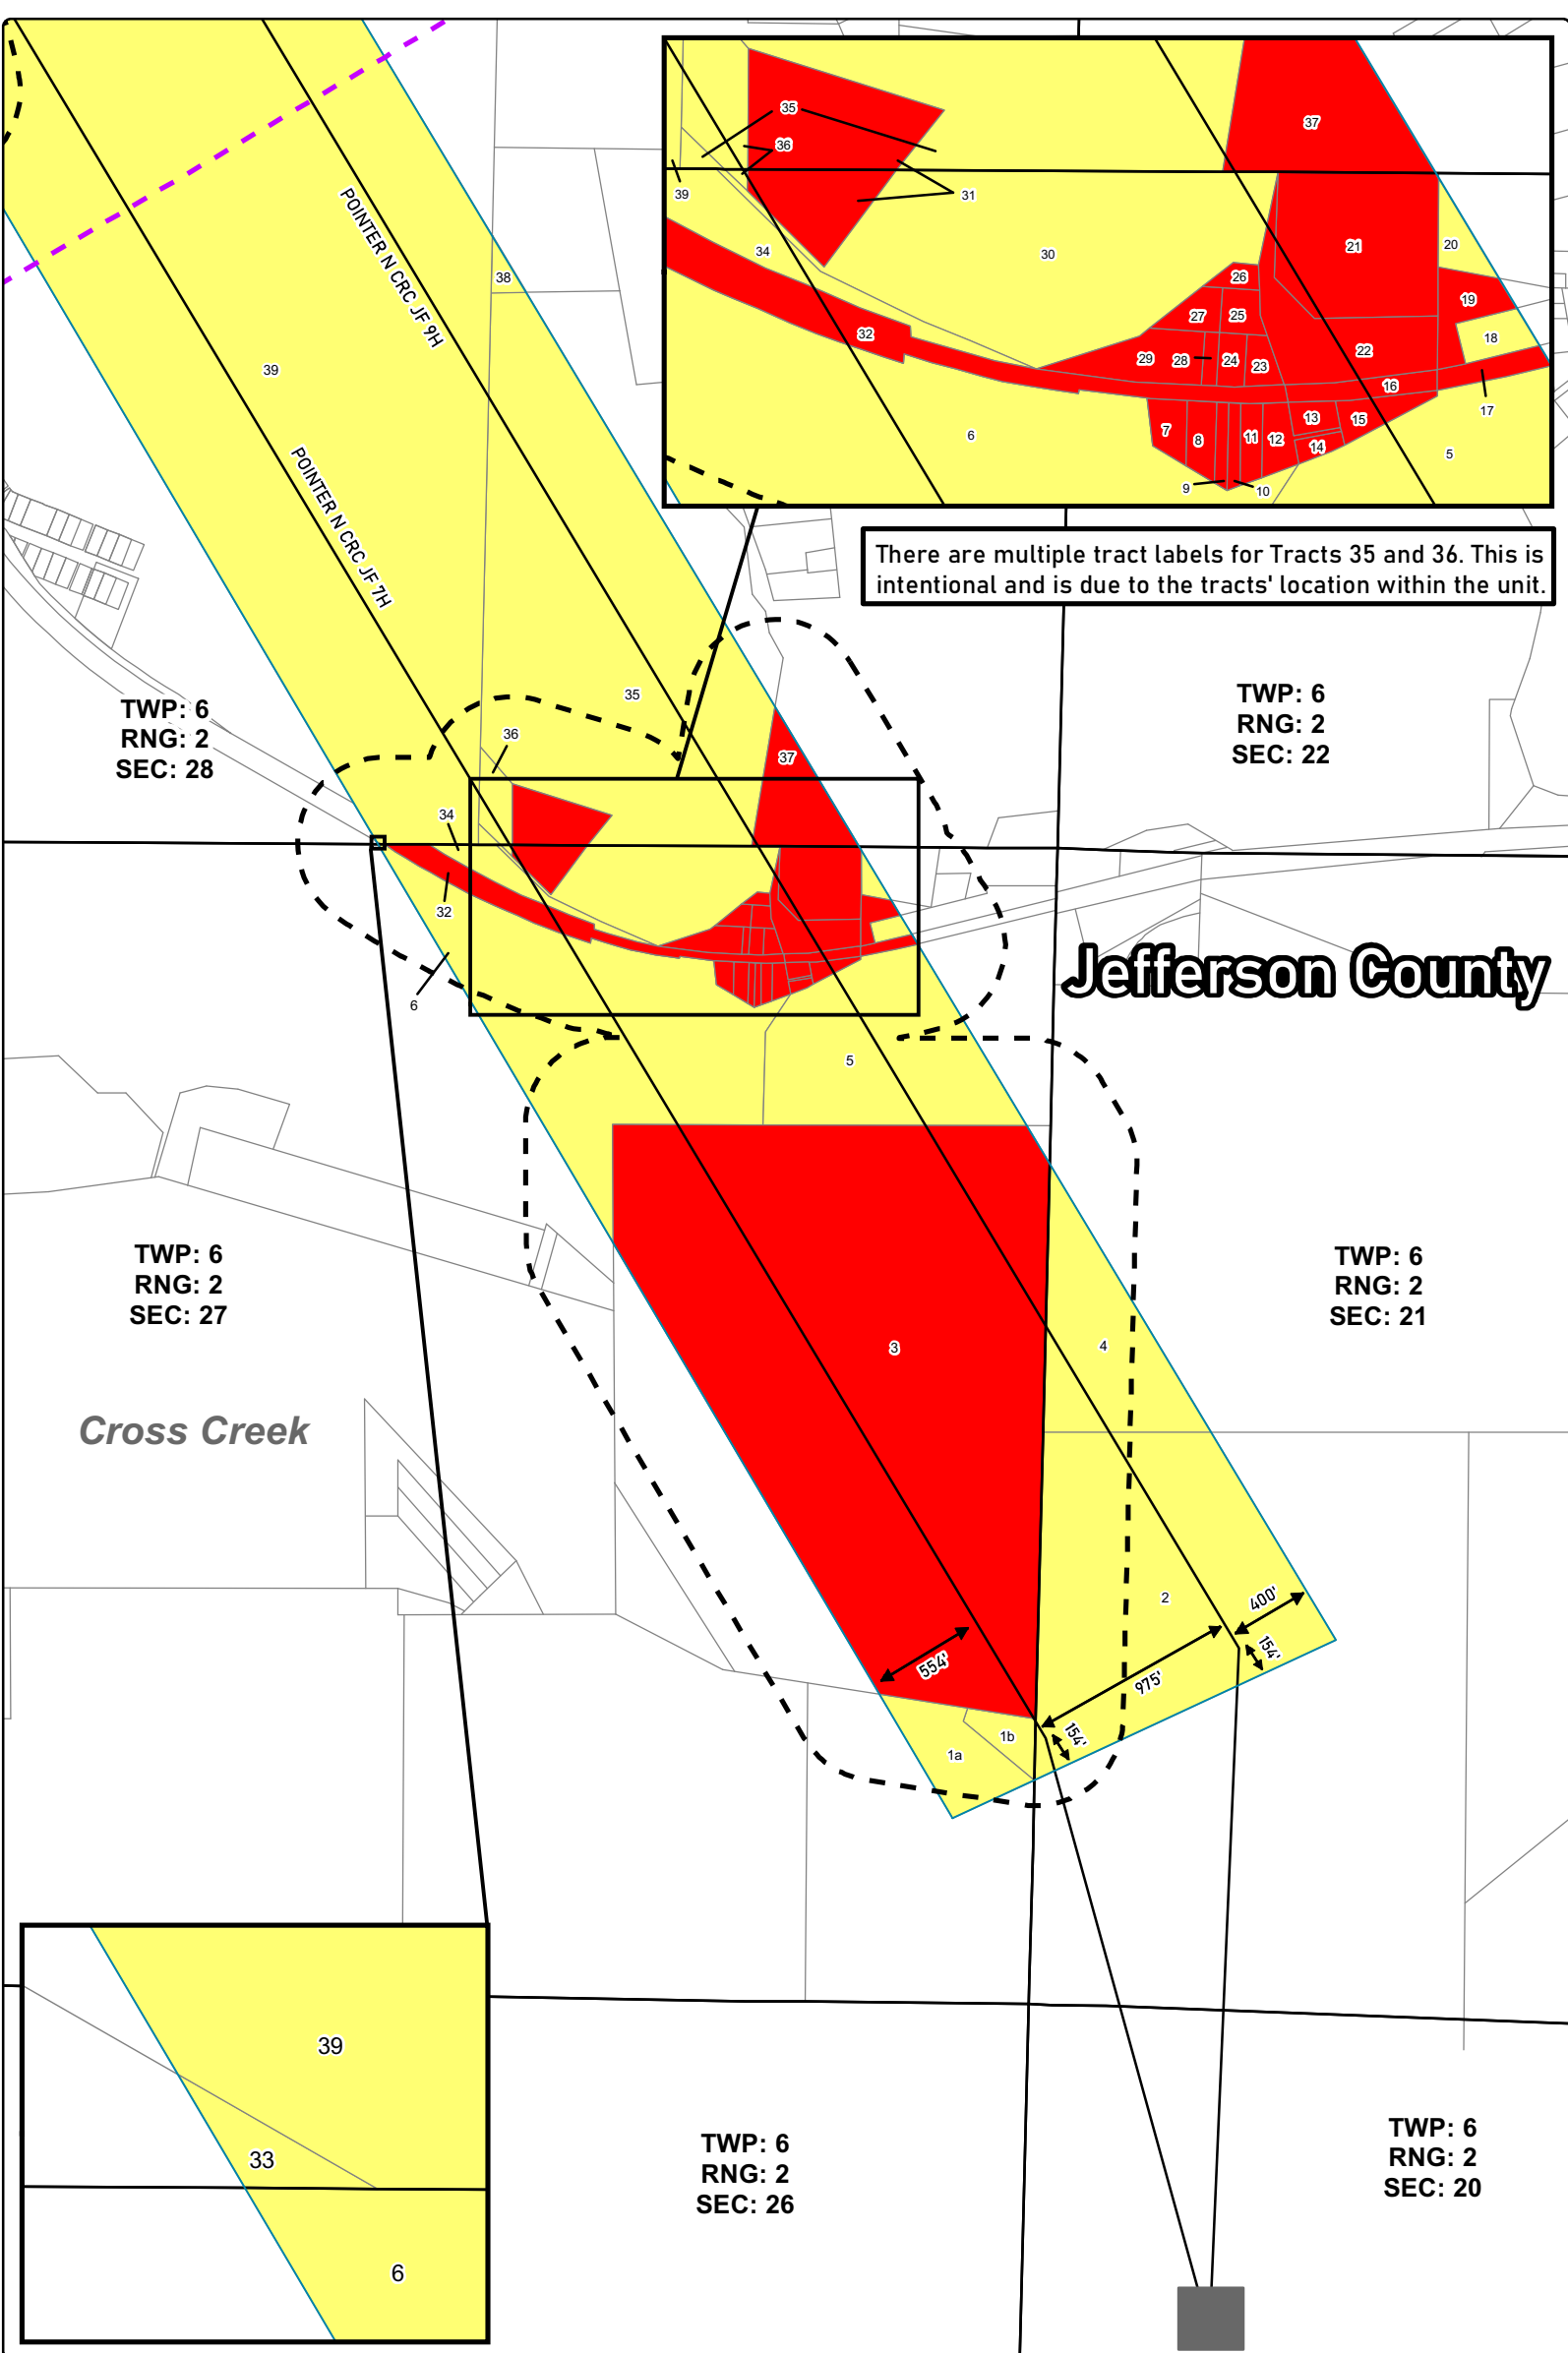 35
37
36
39
31
34
30
21
20
26
19
27
25
18
32
22
29
28
24
23
16
17
6
7
8
11
12
13
15
14
5
9
10
There are multiple tract labels for Tracts 35 and 36. This is
intentional and is due to the tracts' location within the unit.
POINTER N CRC JF 9H
38
39
POINTER N CRC JF 7H
35
TWP: 6
RNG: 2
SEC: 28
TWP: 6
RNG: 2
SEC: 22
36
37
34
32
6
Jefferson County
5
TWP: 6
RNG: 2
SEC: 27
TWP: 6
RNG: 2
SEC: 21
3
4
Cross Creek
2
400'
154'
554'
975'
154'
1b
1a
39
33
6
TWP: 6
RNG: 2
SEC: 26
TWP: 6
RNG: 2
SEC: 20